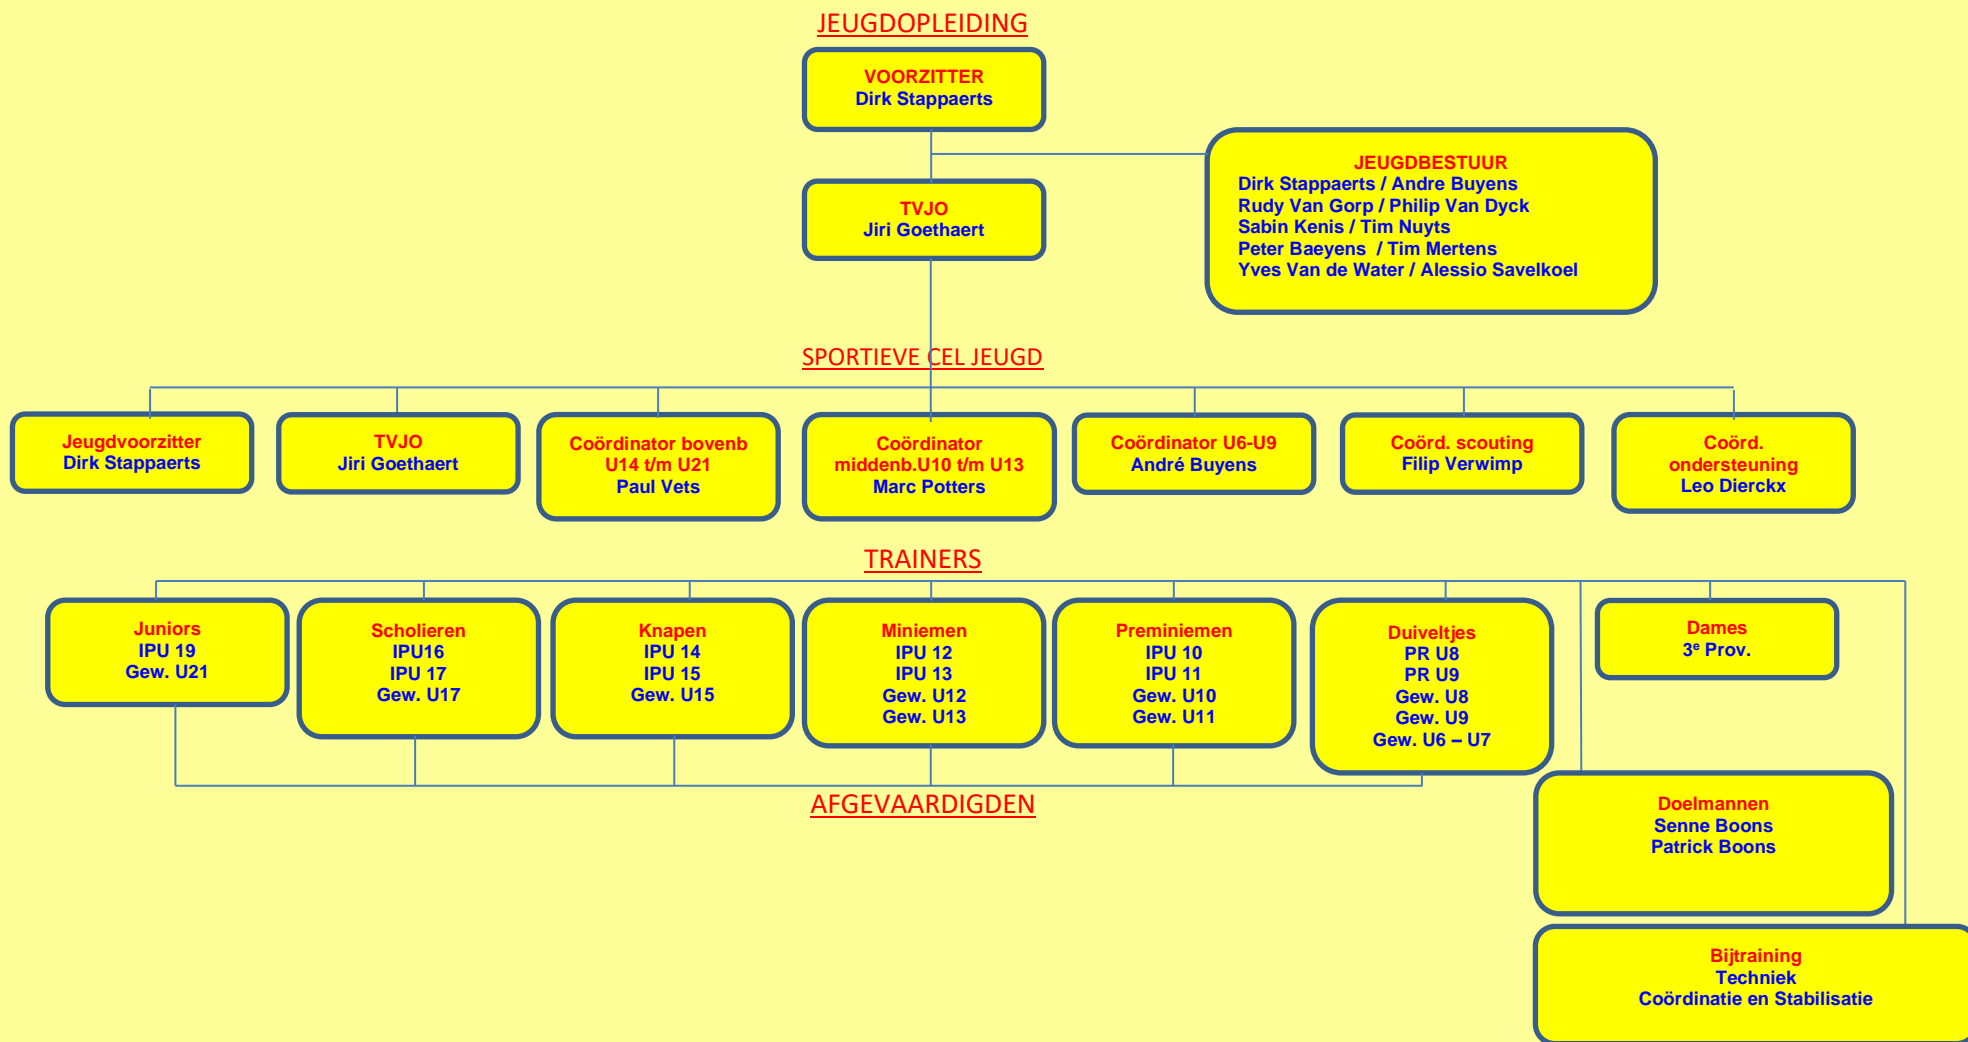 JEUGDOPLEIDING
VOORZITTER
Dirk Stappaerts
JEUGDBESTUUR
Dirk Stappaerts / Andre Buyens
Rudy Van Gorp / Philip Van Dyck
Sabin Kenis / Tim Nuyts
Peter Baeyens / Tim Mertens
Yves Van de Water / Alessio Savelkoel
TVJO
Jiri Goethaert
SPORTIEVE CEL JEUGD
Jeugdvoorzitter
Dirk Stappaerts
TVJO
Jiri Goethaert
Coördinator bovenb
U14 t/m U21
Paul Vets
Coördinator
middenb.U10 t/m U13
Marc Potters
Coördinator U6-U9
André Buyens
Coörd. scouting
Filip Verwimp
Coörd.
ondersteuning
Leo Dierckx
TRAINERS
Juniors
IPU 19
Gew. U21
Scholieren
IPU16
IPU 17
Gew. U17
Knapen
IPU 14
IPU 15
Gew. U15
Miniemen
IPU 12
IPU 13
Gew. U12
Gew. U13
Preminiemen
IPU 10
IPU 11
Gew. U10
Gew. U11
Duiveltjes
PR U8
PR U9
Gew. U8
Gew. U9
Gew. U6 – U7
Dames
3e Prov.
AFGEVAARDIGDEN
Doelmannen
Senne Boons
Patrick Boons
Bijtraining
Techniek
Coördinatie en Stabilisatie